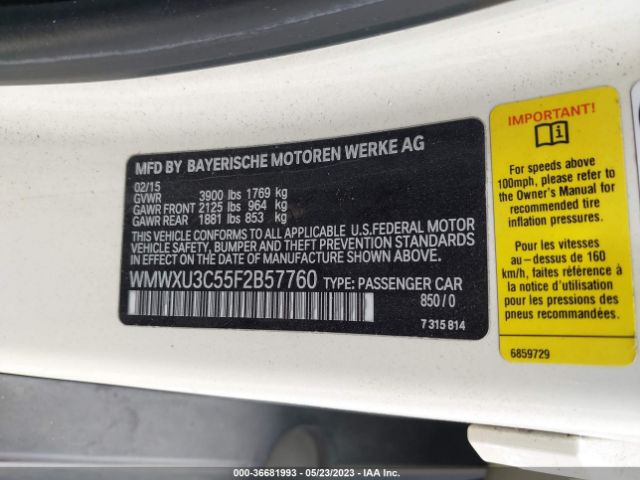 MFD BY BAYERISCHE MOTOREN WERKE AG
02/15
GVWR 3900 lbs 1769 kg
GAWR FRONT 2125 lbs 964 kg
GAWR REAR 1881 lbs 853 kg
THIS VEHICLE CONFORMS TO ALL APPLICABLE U.S.FEDERAL MOTOR
VEHICLE SAFETY, BUMPER AND THEFT PREVENTION STANDARDS
IN EFFECT ON THE DATE OF MANUFACTURE SHOWN ABOVE.
WMWXU3C55F2B57760 TYPE: PASSENGER CAR
850/0
7 315 814
IMPORTANT!
For speeds above
100mph, please refer to
the Owner's Manual for
recommended tire
inflation pressures.
Pour les vitesses
au-dessus de 160
km/h, faites référence
au manuel d'utilisation
pour les pressions des
pneus recommandées.
6859729
000-36681993 - 05/23/2023 - IAA Inc.